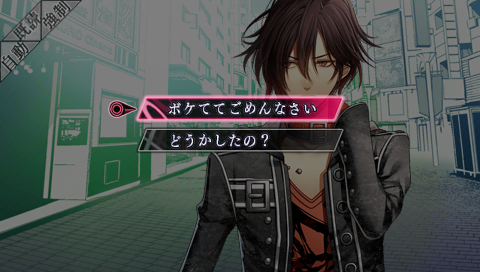 自動
既読
強制
ボケててごめんなさい
どうかしたの？